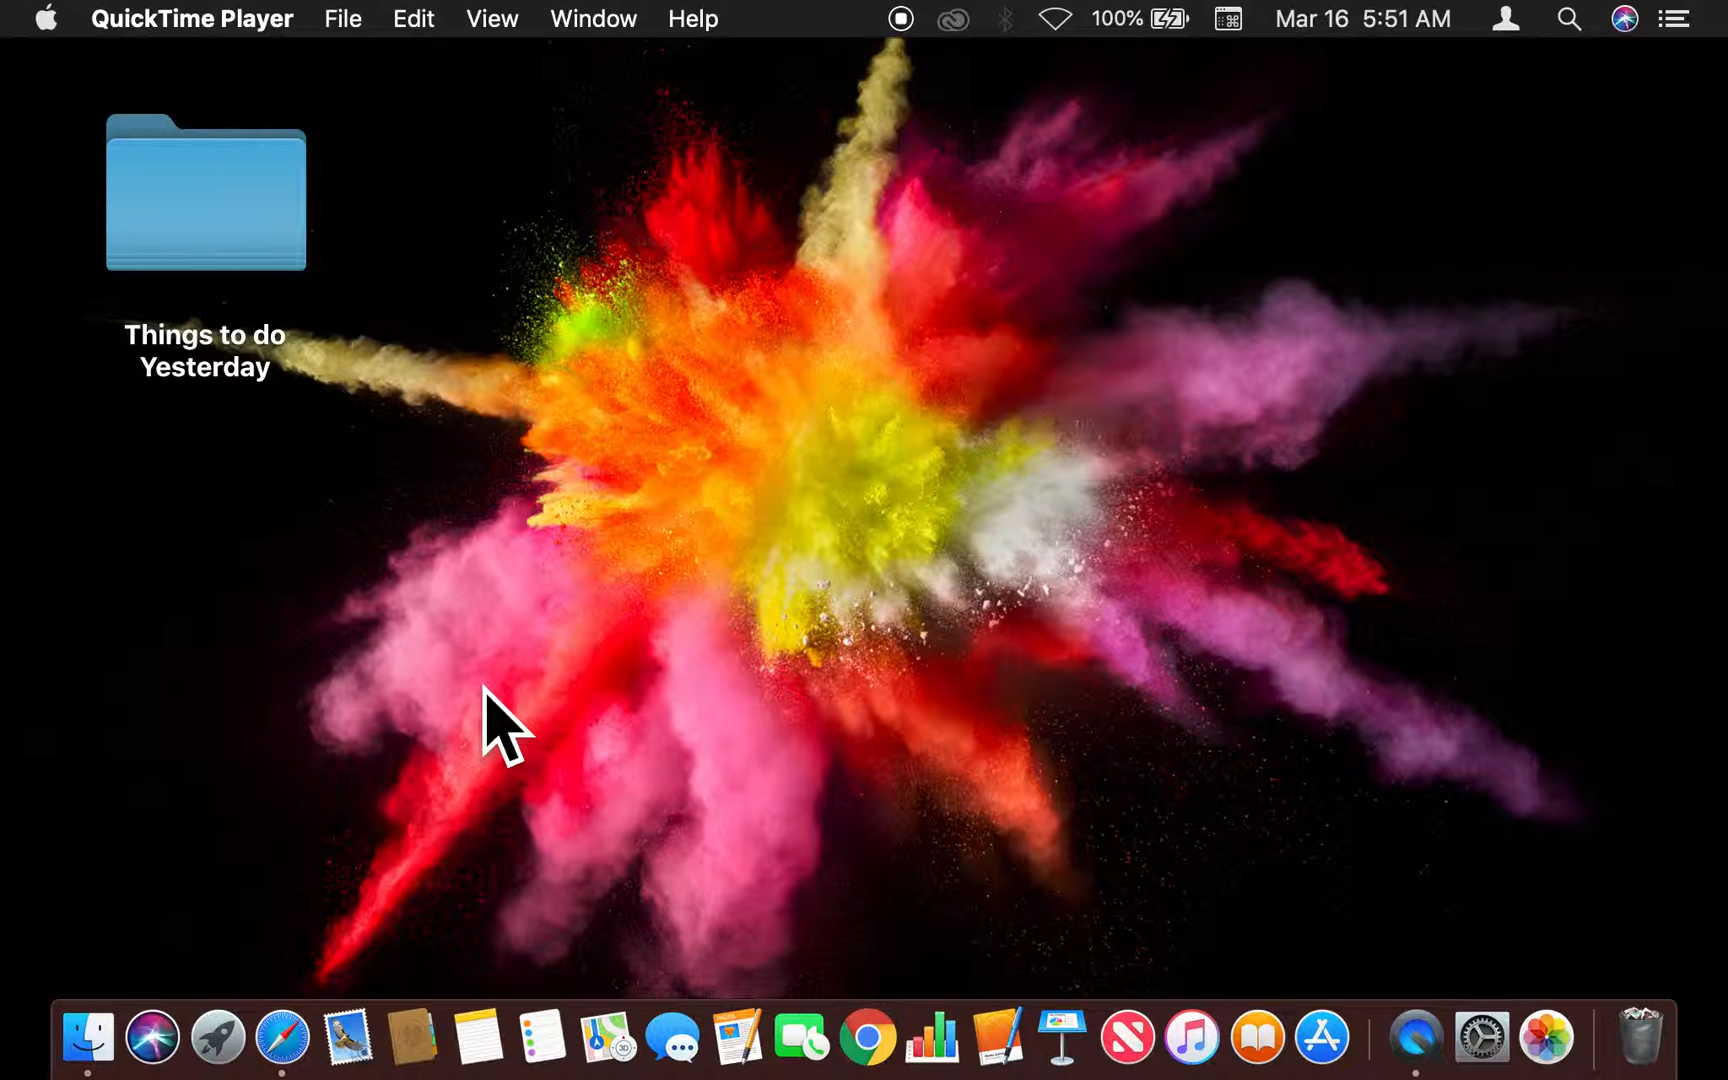 QuickTime Player File Edit View Window Help 100% Mar 16 5:51 AM
Things to do
Yesterday